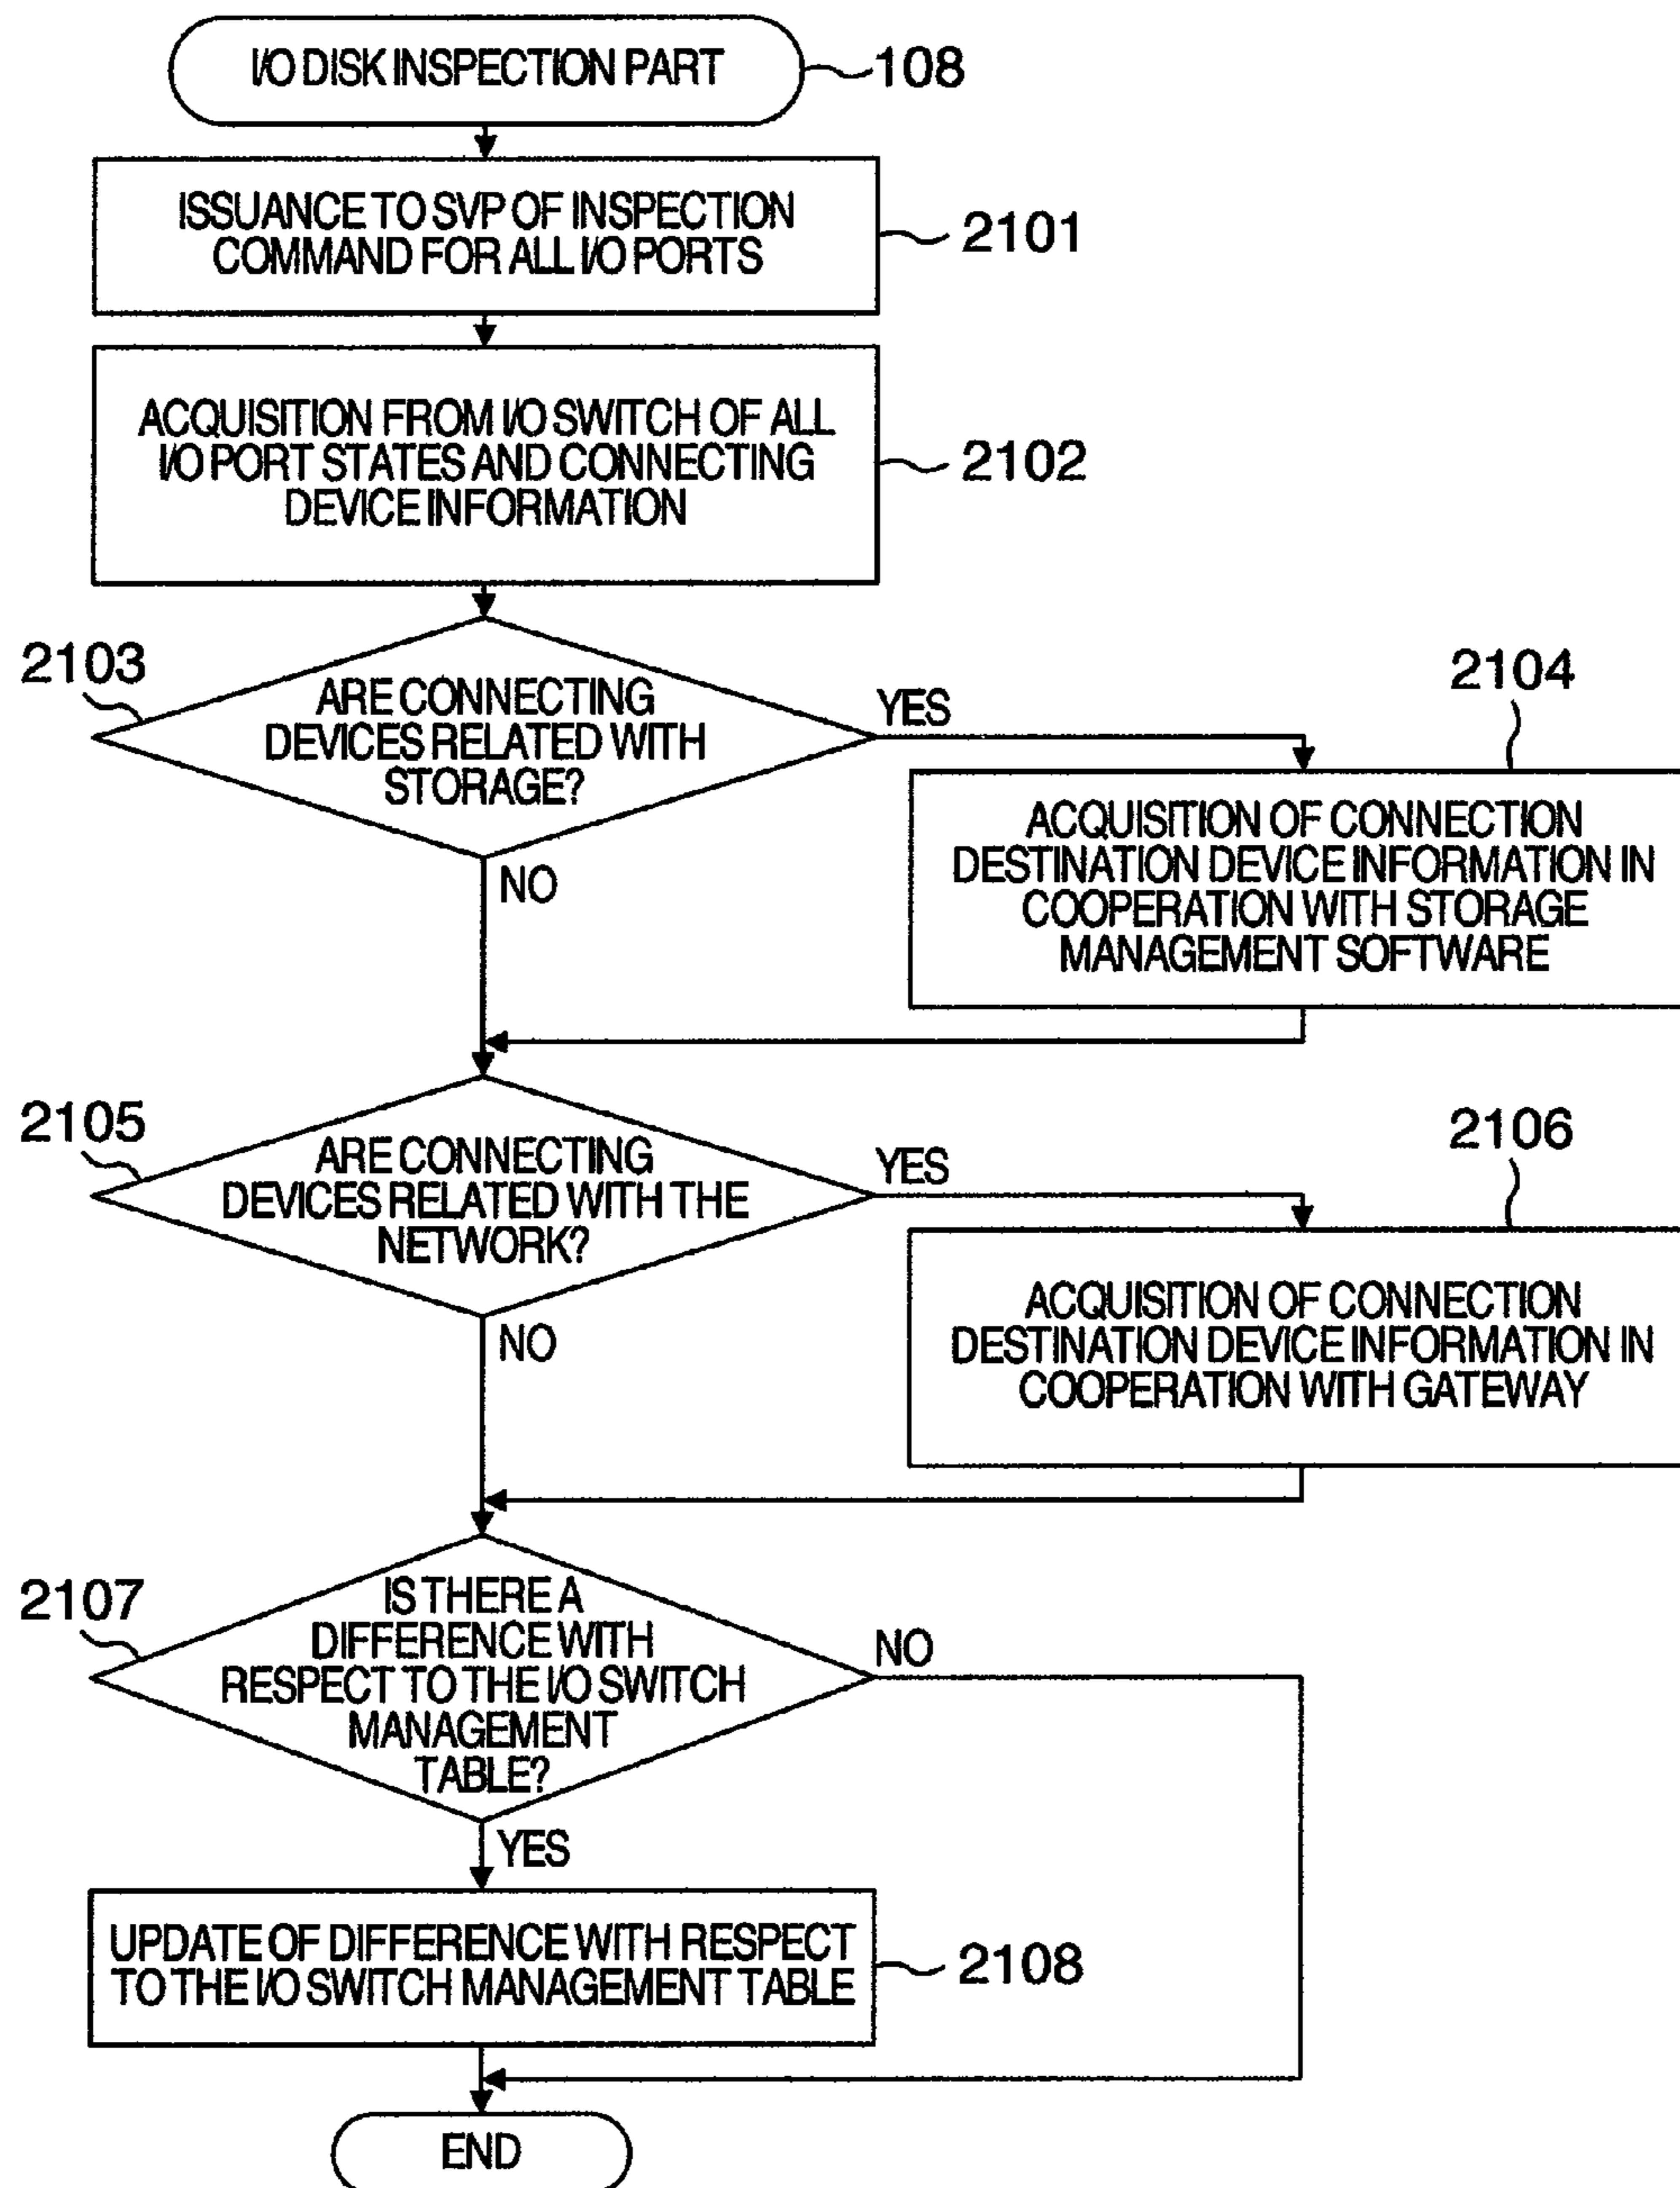 I/O DISK INSPECTION PART
108
ISSUANCE TO SVP OF INSPECTION
COMMAND FOR ALL I/O PORTS
2101
ACQUISITION FROM I/O SWITCH OF ALL
I/O PORT STATES AND CONNECTING
DEVICE INFORMATION
2102
2103
ARE CONNECTING
DEVICES RELATED WITH
STORAGE?
YES
NO
2104
ACQUISITION OF CONNECTION
DESTINATION DEVICE INFORMATION IN
COOPERATION WITH STORAGE
MANAGEMENT SOFTWARE
2105
ARE CONNECTING
DEVICES RELATED WITH THE
NETWORK?
YES
NO
2106
ACQUISITION OF CONNECTION
DESTINATION DEVICE INFORMATION IN
COOPERATION WITH GATEWAY
2107
IS THERE A
DIFFERENCE WITH
RESPECT TO THE I/O SWITCH
MANAGEMENT
TABLE?
NO
YES
UPDATE OF DIFFERENCE WITH RESPECT
TO THE I/O SWITCH MANAGEMENT TABLE
2108
END